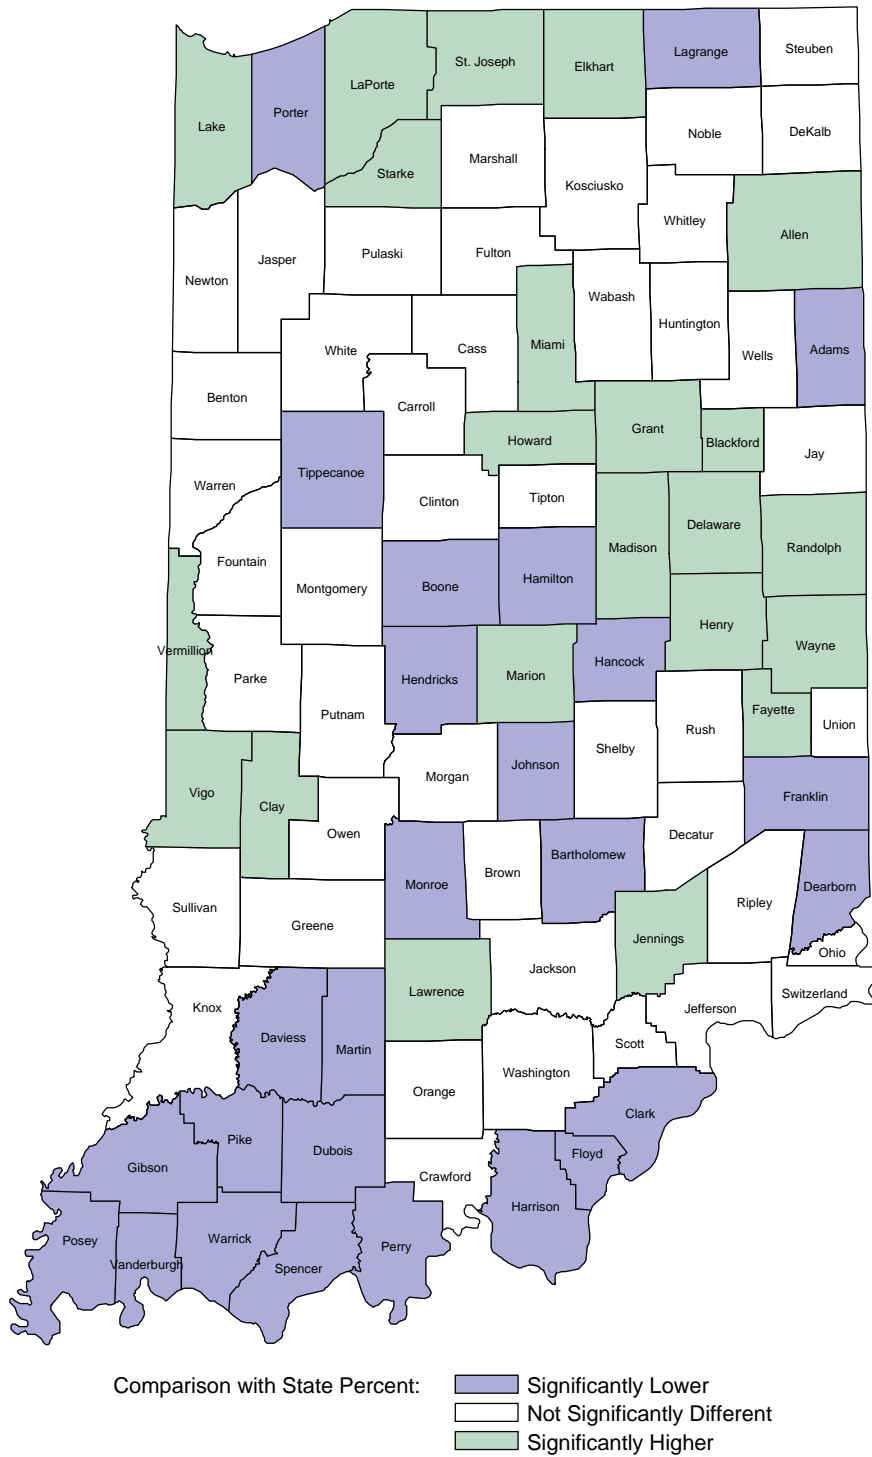 Steuben
Lagrange
St. Joseph
Elkhart
LaPorte
Porter
Lake
Noble
DeKalb
Marshall
Starke
Kosciusko
Whitley
Allen
Pulaski
Fulton
Jasper
Newton
Wabash
Huntington
Miami
White
Cass
Wells
Adams
Benton
Carroll
Grant
Howard
Blackford
Jay
Tippecanoe
Warren
Clinton
Tipton
Delaware
Madison
Randolph
Fountain
Montgomery
Boone
Hamilton
Henry
Wayne
Vermillion
Hancock
Parke
Hendricks
Marion
Fayette
Putnam
Union
Rush
Shelby
Johnson
Morgan
Vigo
Clay
Franklin
Owen
Decatur
Bartholomew
Brown
Monroe
Dearborn
Ripley
Sullivan
Greene
Jennings
Ohio
Jackson
Lawrence
Switzerland
Knox
Jefferson
Daviess
Martin
Scott
Washington
Orange
Clark
Pike
Dubois
Floyd
Gibson
Crawford
Harrison
Posey
Warrick
Perry
Vanderburgh
Spencer
Comparison with State Percent:
Significantly Lower
Not Significantly Different
Significantly Higher